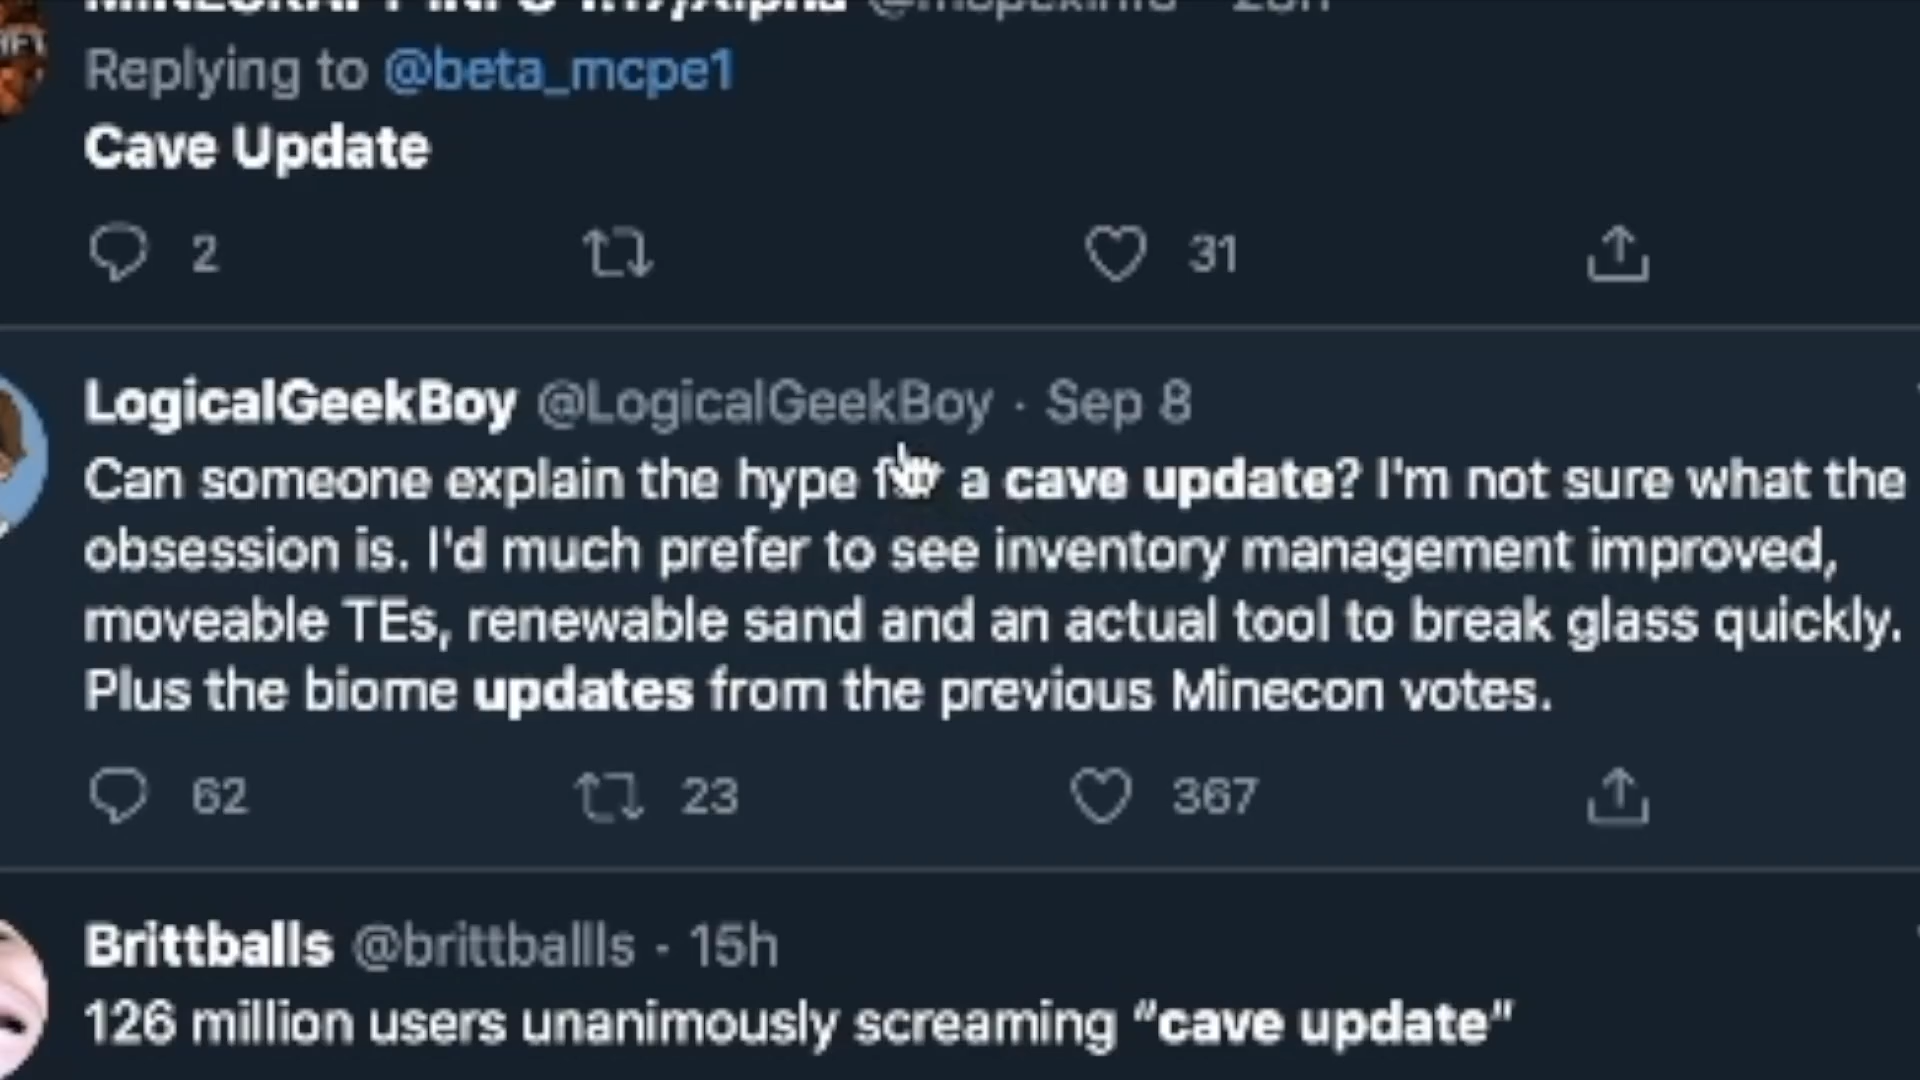 Replying to @beta_mcpe1
Cave Update
2 31
LogicalGeekBoy @LogicalGeekBoy · Sep 8
Can someone explain the hype for a cave update? I'm not sure what the
obsession is. I'd much prefer to see inventory management improved,
moveable TEs, renewable sand and an actual tool to break glass quickly.
Plus the biome updates from the previous Minecon votes.
62 23 367
Brittballs @brittballls · 15h
126 million users unanimously screaming “cave update”